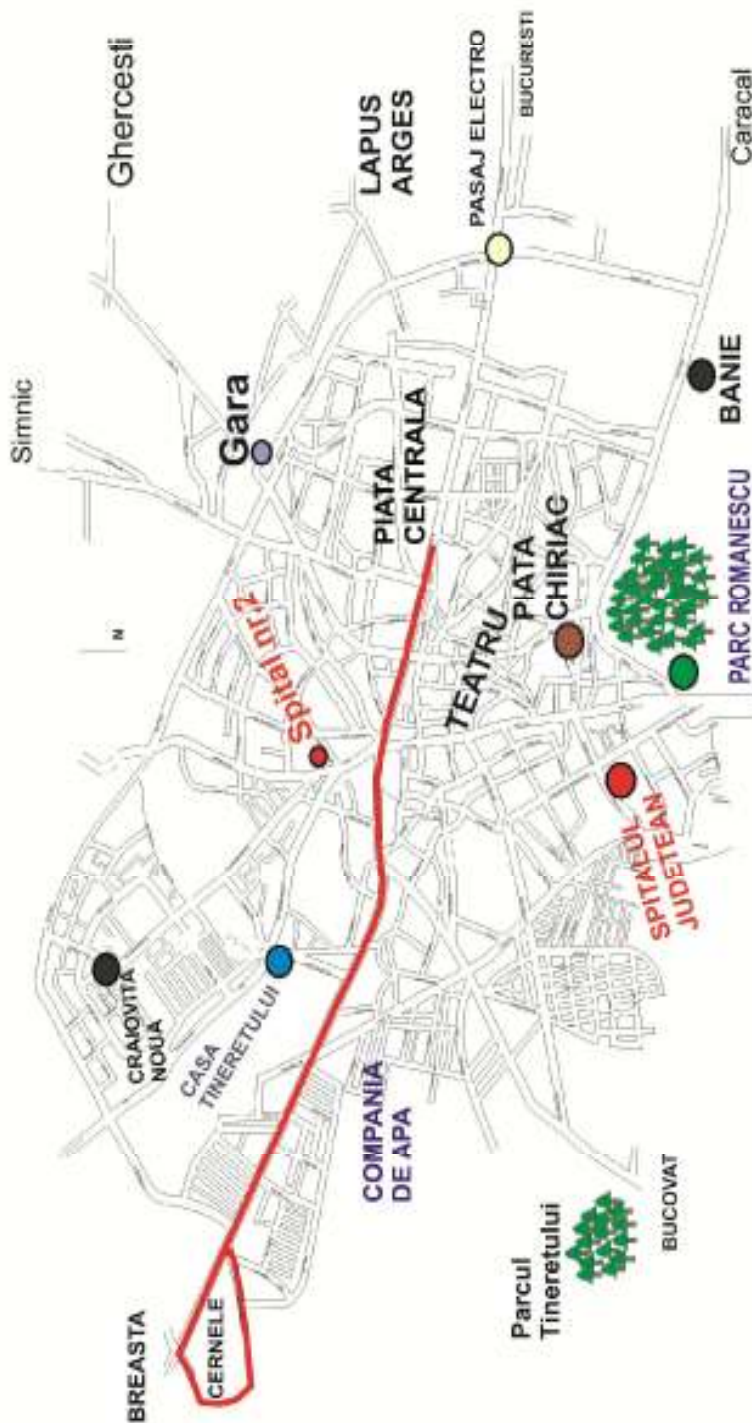 Ghercesti
Simnic
LAPUS
ARGES
PASAJ ELECTRO
BUCURESTI
Caracal
Gara
BANIE
PIATA
CENTRALA
N
Spital nr.2
TEATRU
PIATA
CHIRIAC
PARC ROMANESCU
SPITALUL
JUDETEAN
CRAIOVITA
NOUA
CASA
TINERETULUI
COMPANIA
DE APA
BREASTA
CERNELE
Parcul
Tineretului
BUCOVAT